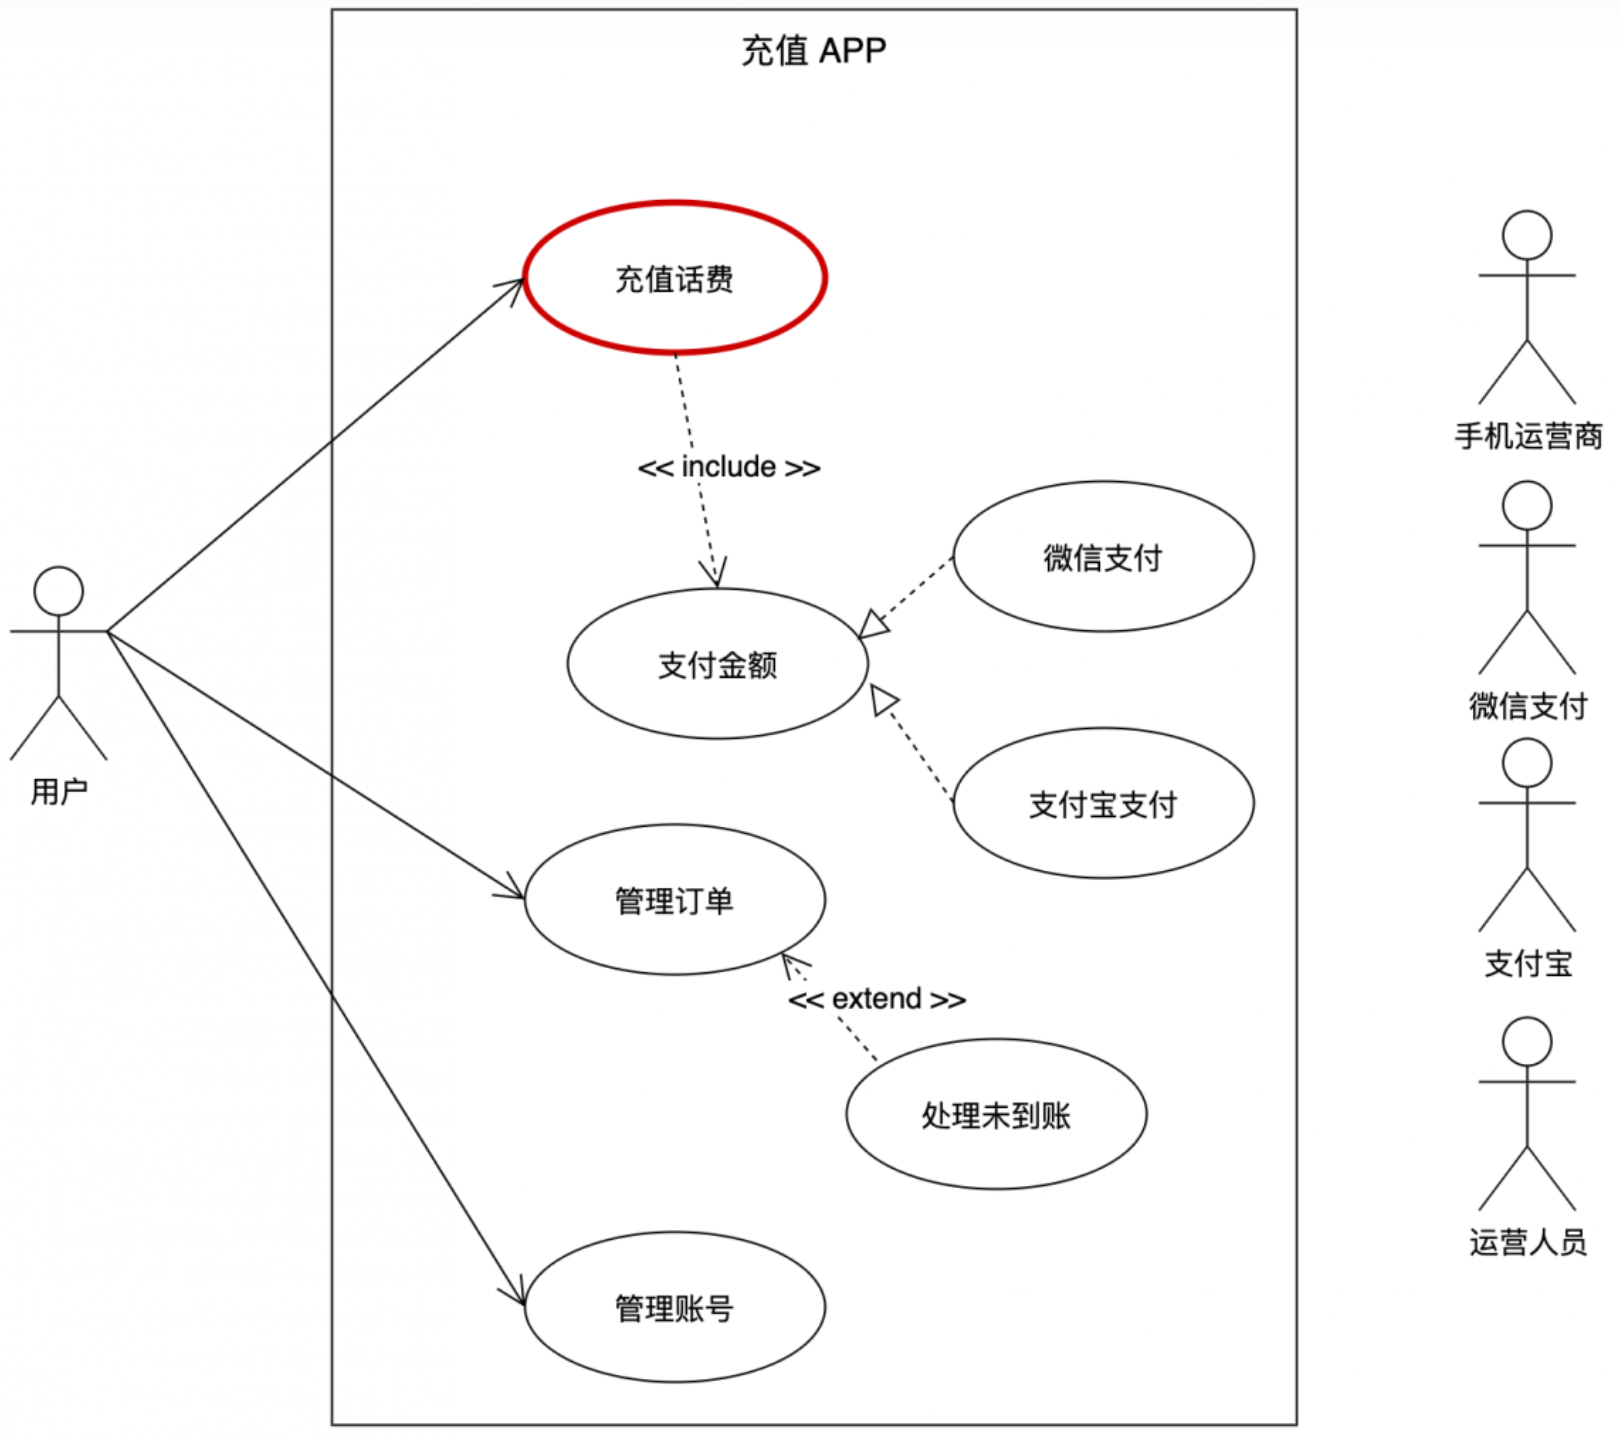 充值 APP
充值话费
<< include >>
微信支付
支付金额
支付宝支付
管理订单
<< extend >>
处理未到账
管理账号
用户
手机运营商
微信支付
支付宝
运营人员